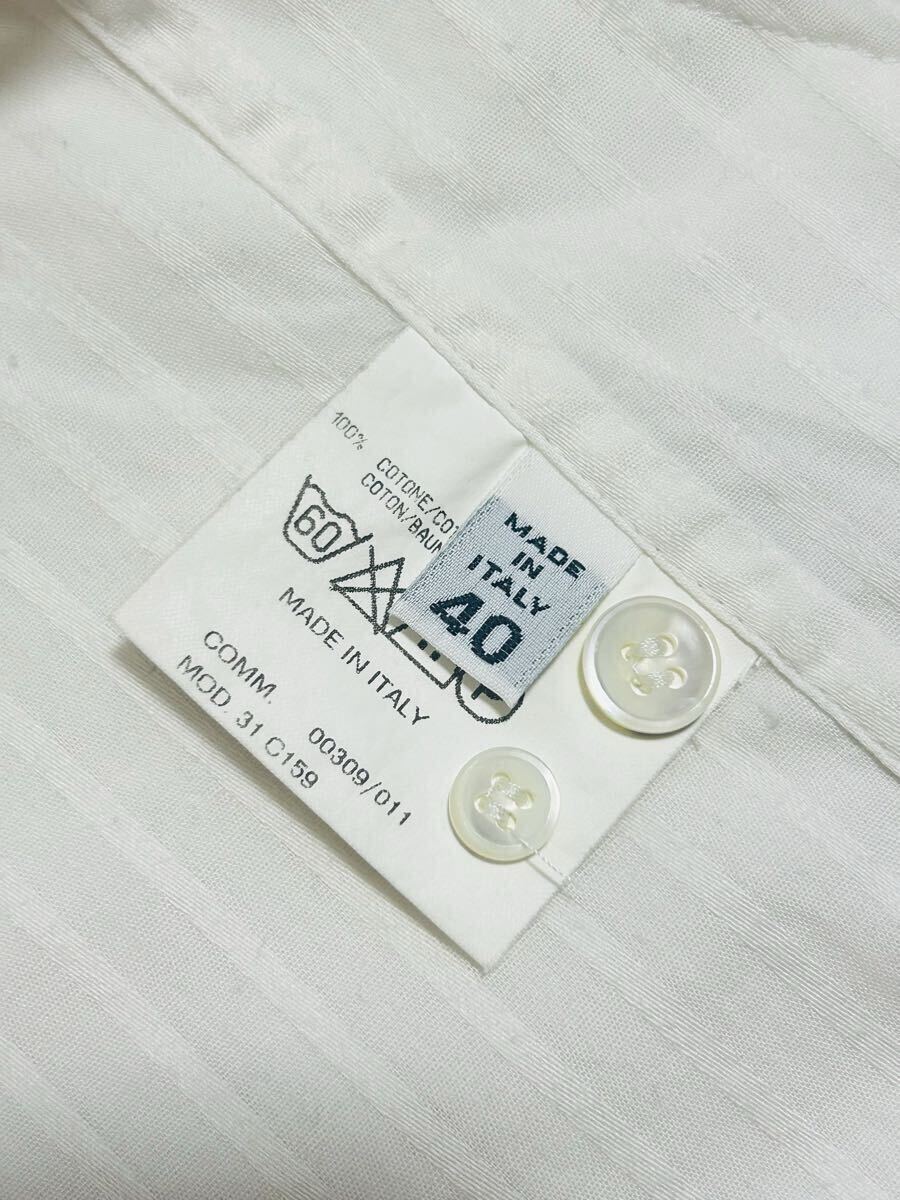 100% COTONE/COT
COTON/BAUM
60
P
MADE IN ITALY
COMM. 00309/011
MOD. 31 C159
MADE
IN
ITALY
40